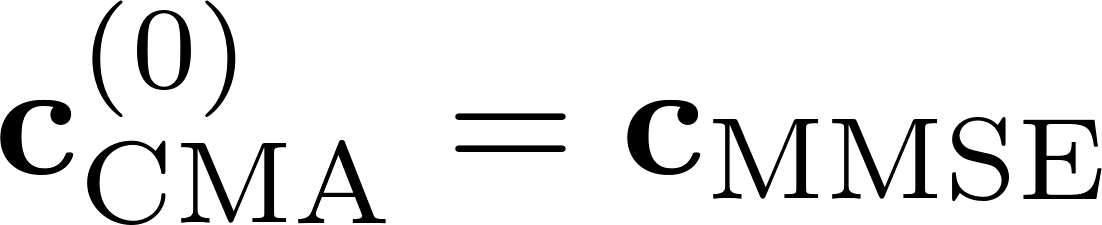 c_CMA^(0) = c_MMSE